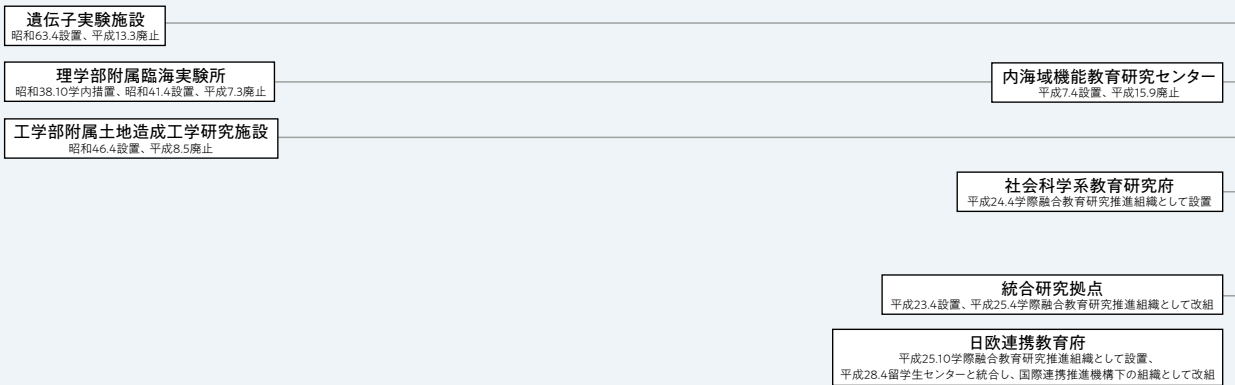 遺伝子実験施設
昭和63.4設置、平成13.3廃止
理学部附属臨海実験所
昭和38.10学内措置、昭和41.4設置、平成7.3廃止
内海域機能教育研究センター
平成7.4設置、平成15.9廃止
工学部附属土地造成工学研究施設
昭和46.4設置、平成8.5廃止
社会科学系教育研究府
平成24.4学際融合教育研究推進組織として設置
統合研究拠点
平成23.4設置、平成25.4学際融合教育研究推進組織として改組
日欧連携教育府
平成25.10学際融合教育研究推進組織として設置、
平成28.4留学生センターと統合し、国際連携推進機構下の組織として改組